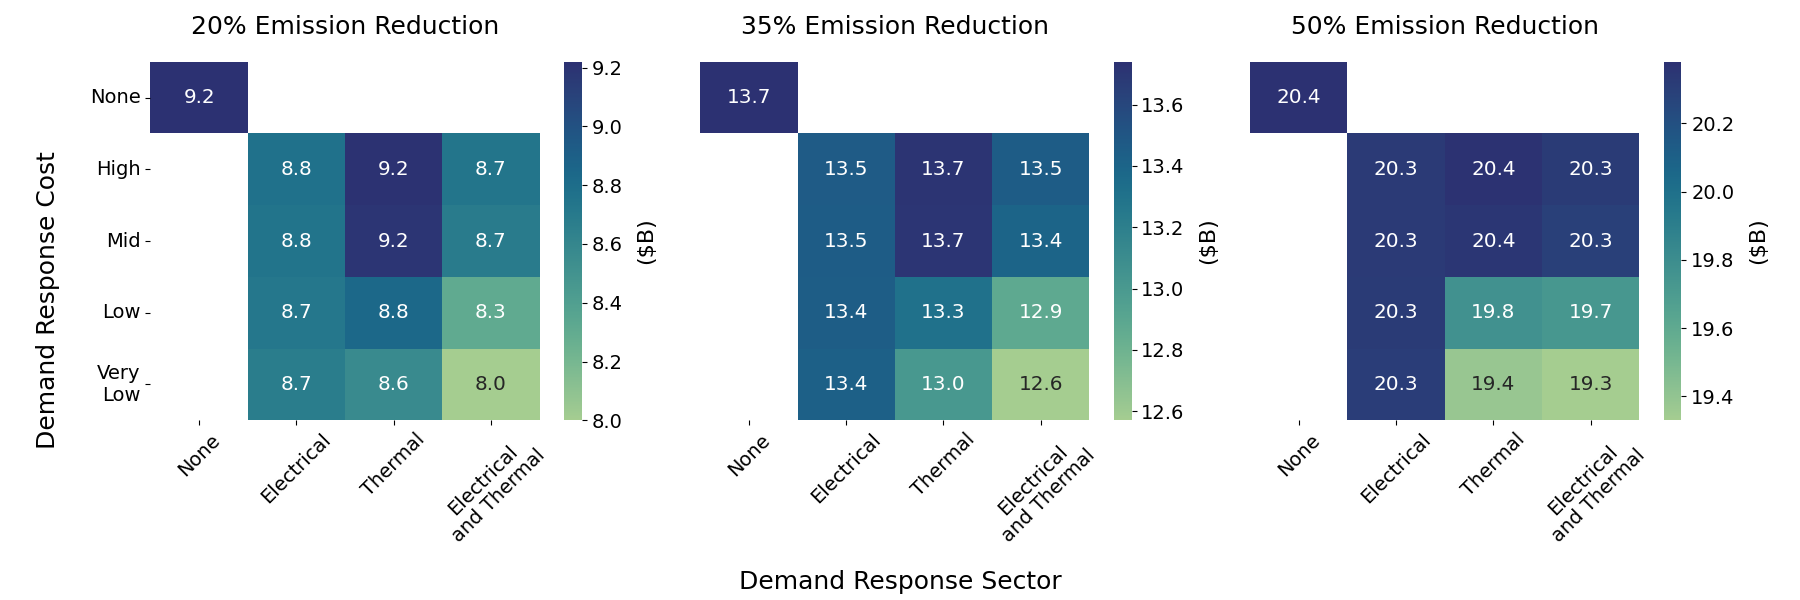 20% Emission Reduction
35% Emission Reduction
50% Emission Reduction
Demand Response Cost
None
High
Mid
Low
Very
Low
9.2
8.8 9.2 8.7
8.8 9.2 8.7
8.7 8.8 8.3
8.7 8.6 8.0
None
Electrical
Thermal
Electrical
and Thermal
9.2
9.0
8.8
8.6
8.4
8.2
8.0
($B)
13.7
13.5 13.7 13.5
13.5 13.7 13.4
13.4 13.3 12.9
13.4 13.0 12.6
None
Electrical
Thermal
Electrical
and Thermal
13.6
13.4
13.2
13.0
12.8
12.6
($B)
20.4
20.3 20.4 20.3
20.3 20.4 20.3
20.3 19.8 19.7
20.3 19.4 19.3
None
Electrical
Thermal
Electrical
and Thermal
20.2
20.0
19.8
19.6
19.4
($B)
Demand Response Sector